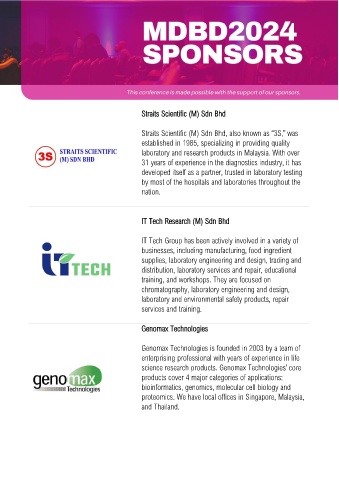 MDBD2024
SPONSORS
This conference is made possible with the support of our sponsors.
Straits Scientific (M) Sdn Bhd
3S
STRAITS SCIENTIFIC
(M) SDN BHD
Straits Scientific (M) Sdn Bhd, also known as "3S," was
established in 1985, specializing in providing quality
laboratory and research products in Malaysia. With over
31 years of experience in the diagnostics industry, it has
developed itself as a partner, trusted in laboratory testing
by most of the hospitals and laboratories throughout the
nation.
IT Tech Research (M) Sdn Bhd
iT TECH
IT Tech Group has been actively involved in a variety of
businesses, including manufacturing, food ingredient
supplies, laboratory engineering and design, trading and
distribution, laboratory services and repair, educational
training, and workshops. They are focused on
chromatography, laboratory engineering and design,
laboratory and environmental safety products, repair
services and training.
Genomax Technologies
genomax
Technologies
Genomax Technologies is founded in 2003 by a team of
enterprising professional with years of experience in life
science research products. Genomax Technologies' core
products cover 4 major categories of applications:
bioinformatics, genomics, molecular cell biology and
proteomics. We have local offices in Singapore, Malaysia,
and Thailand.